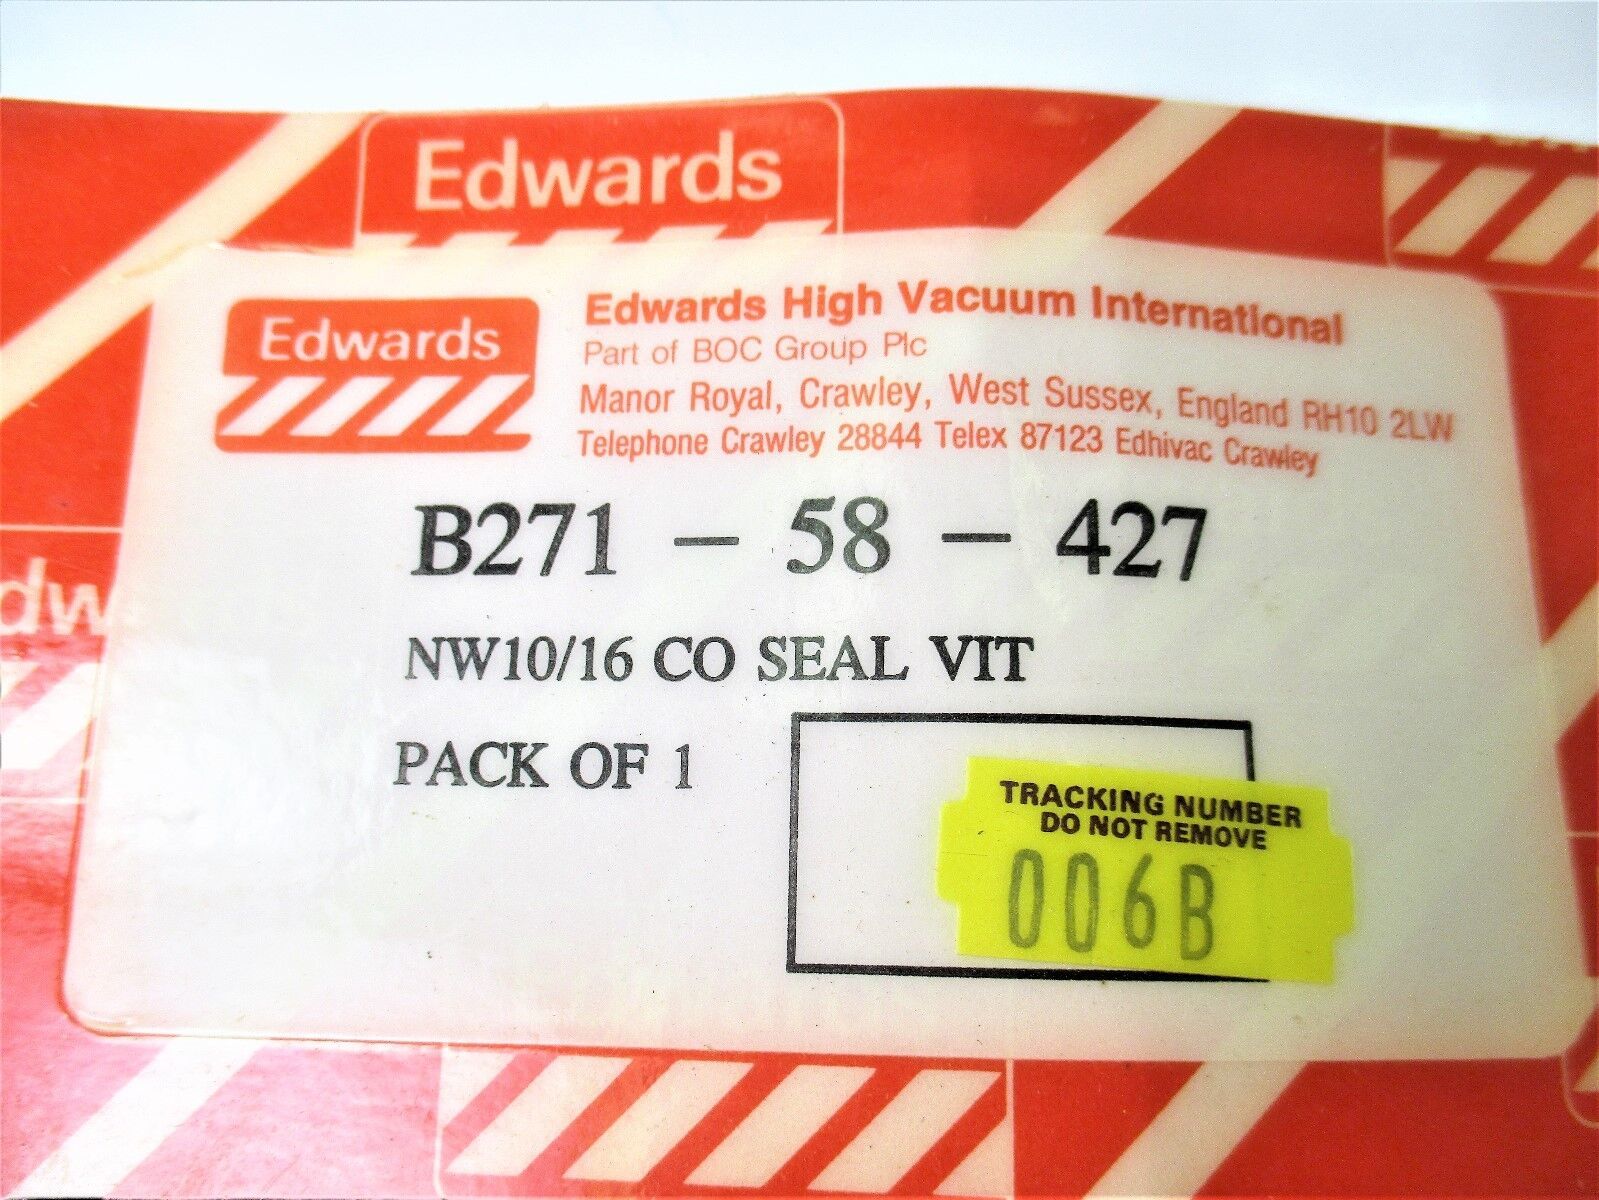 Edwards
Edwards
Edwards High Vacuum International
Part of BOC Group Plc
Manor Royal, Crawley, West Sussex, England RH10 2LW
Telephone Crawley 28844 Telex 87123 Edhivac Crawley
B271 - 58 - 427
dw
NW10/16 CO SEAL VIT
PACK OF 1
TRACKING NUMBER
DO NOT REMOVE
006B